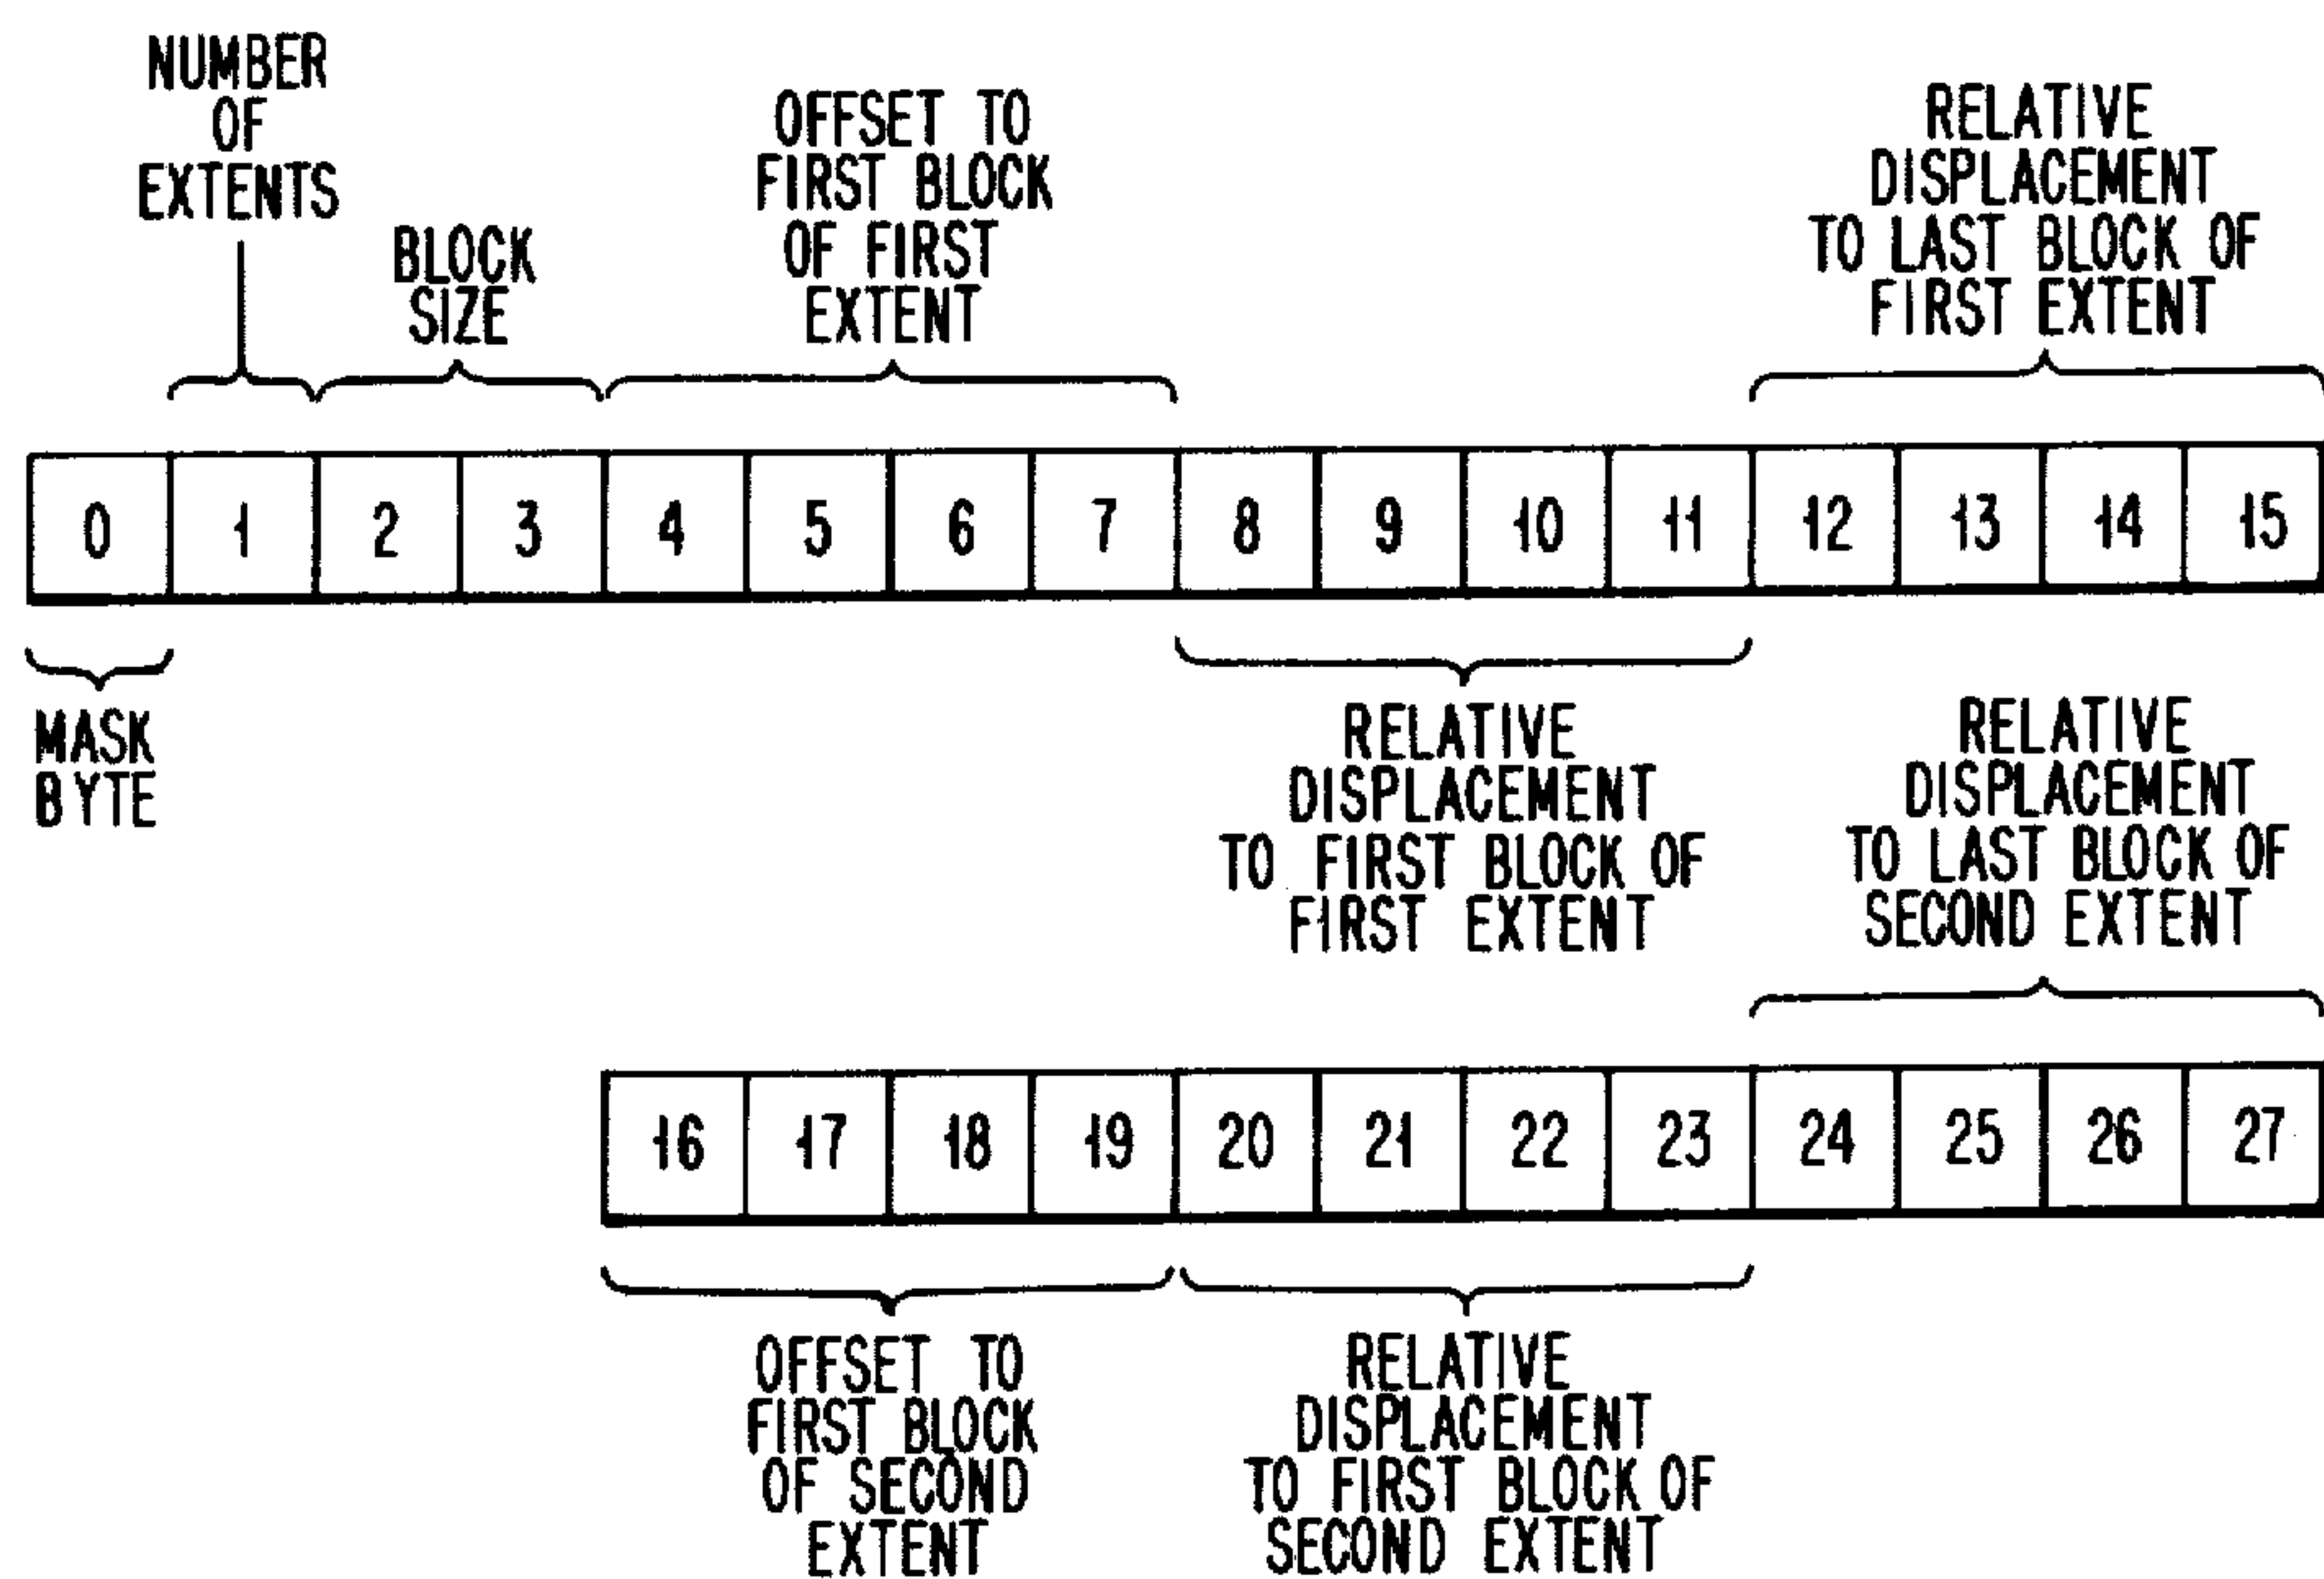 NUMBER
OF
EXTENTS
BLOCK
SIZE
OFFSET TO
FIRST BLOCK
OF FIRST
EXTENT
RELATIVE
DISPLACEMENT
TO LAST BLOCK OF
FIRST EXTENT
0 1 2 3 4 5 6 7 8 9 10 11 12 13 14 15
MASK
BYTE
RELATIVE
DISPLACEMENT
TO FIRST BLOCK OF
FIRST EXTENT
RELATIVE
DISPLACEMENT
TO LAST BLOCK OF
SECOND EXTENT
16 17 18 19 20 21 22 23 24 25 26 27
OFFSET TO
FIRST BLOCK
OF SECOND
EXTENT
RELATIVE
DISPLACEMENT
TO FIRST BLOCK OF
SECOND EXTENT